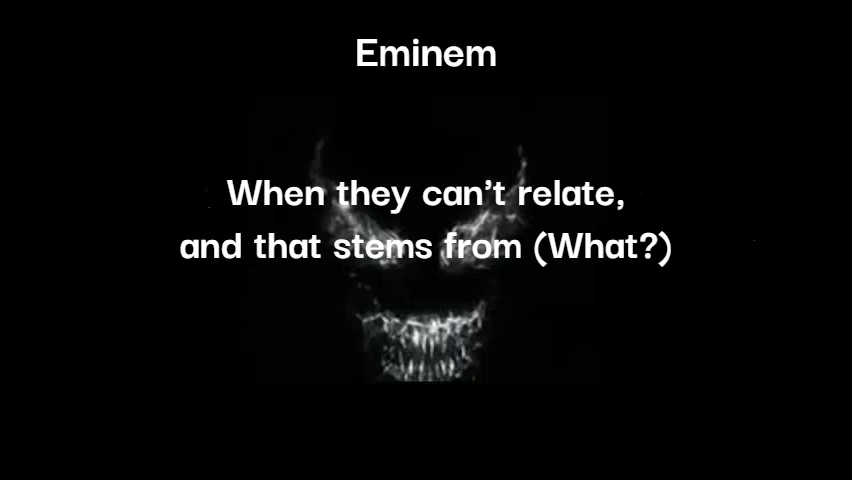 Eminem
When they can't relate,
and that stems from (What?)